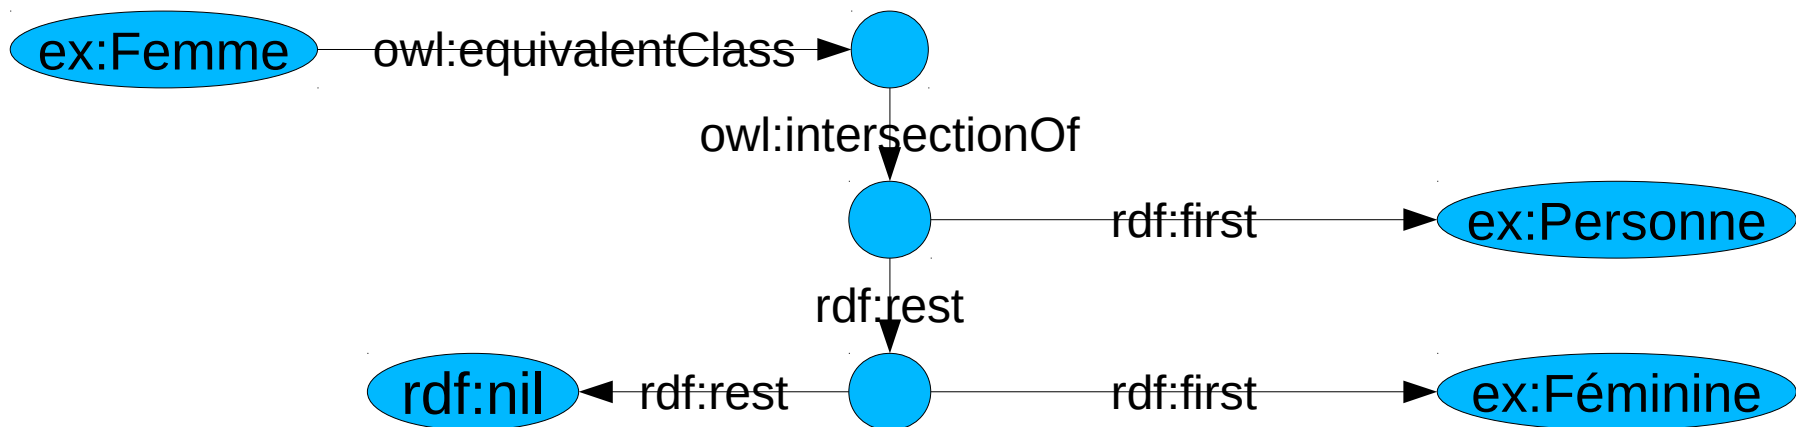 ex:Femme owl:equivalentClass
owl:intersectionOf
rdf:first ex:Personne
rdf:rest
rdf:nil rdf:rest rdf:first ex:Féminine